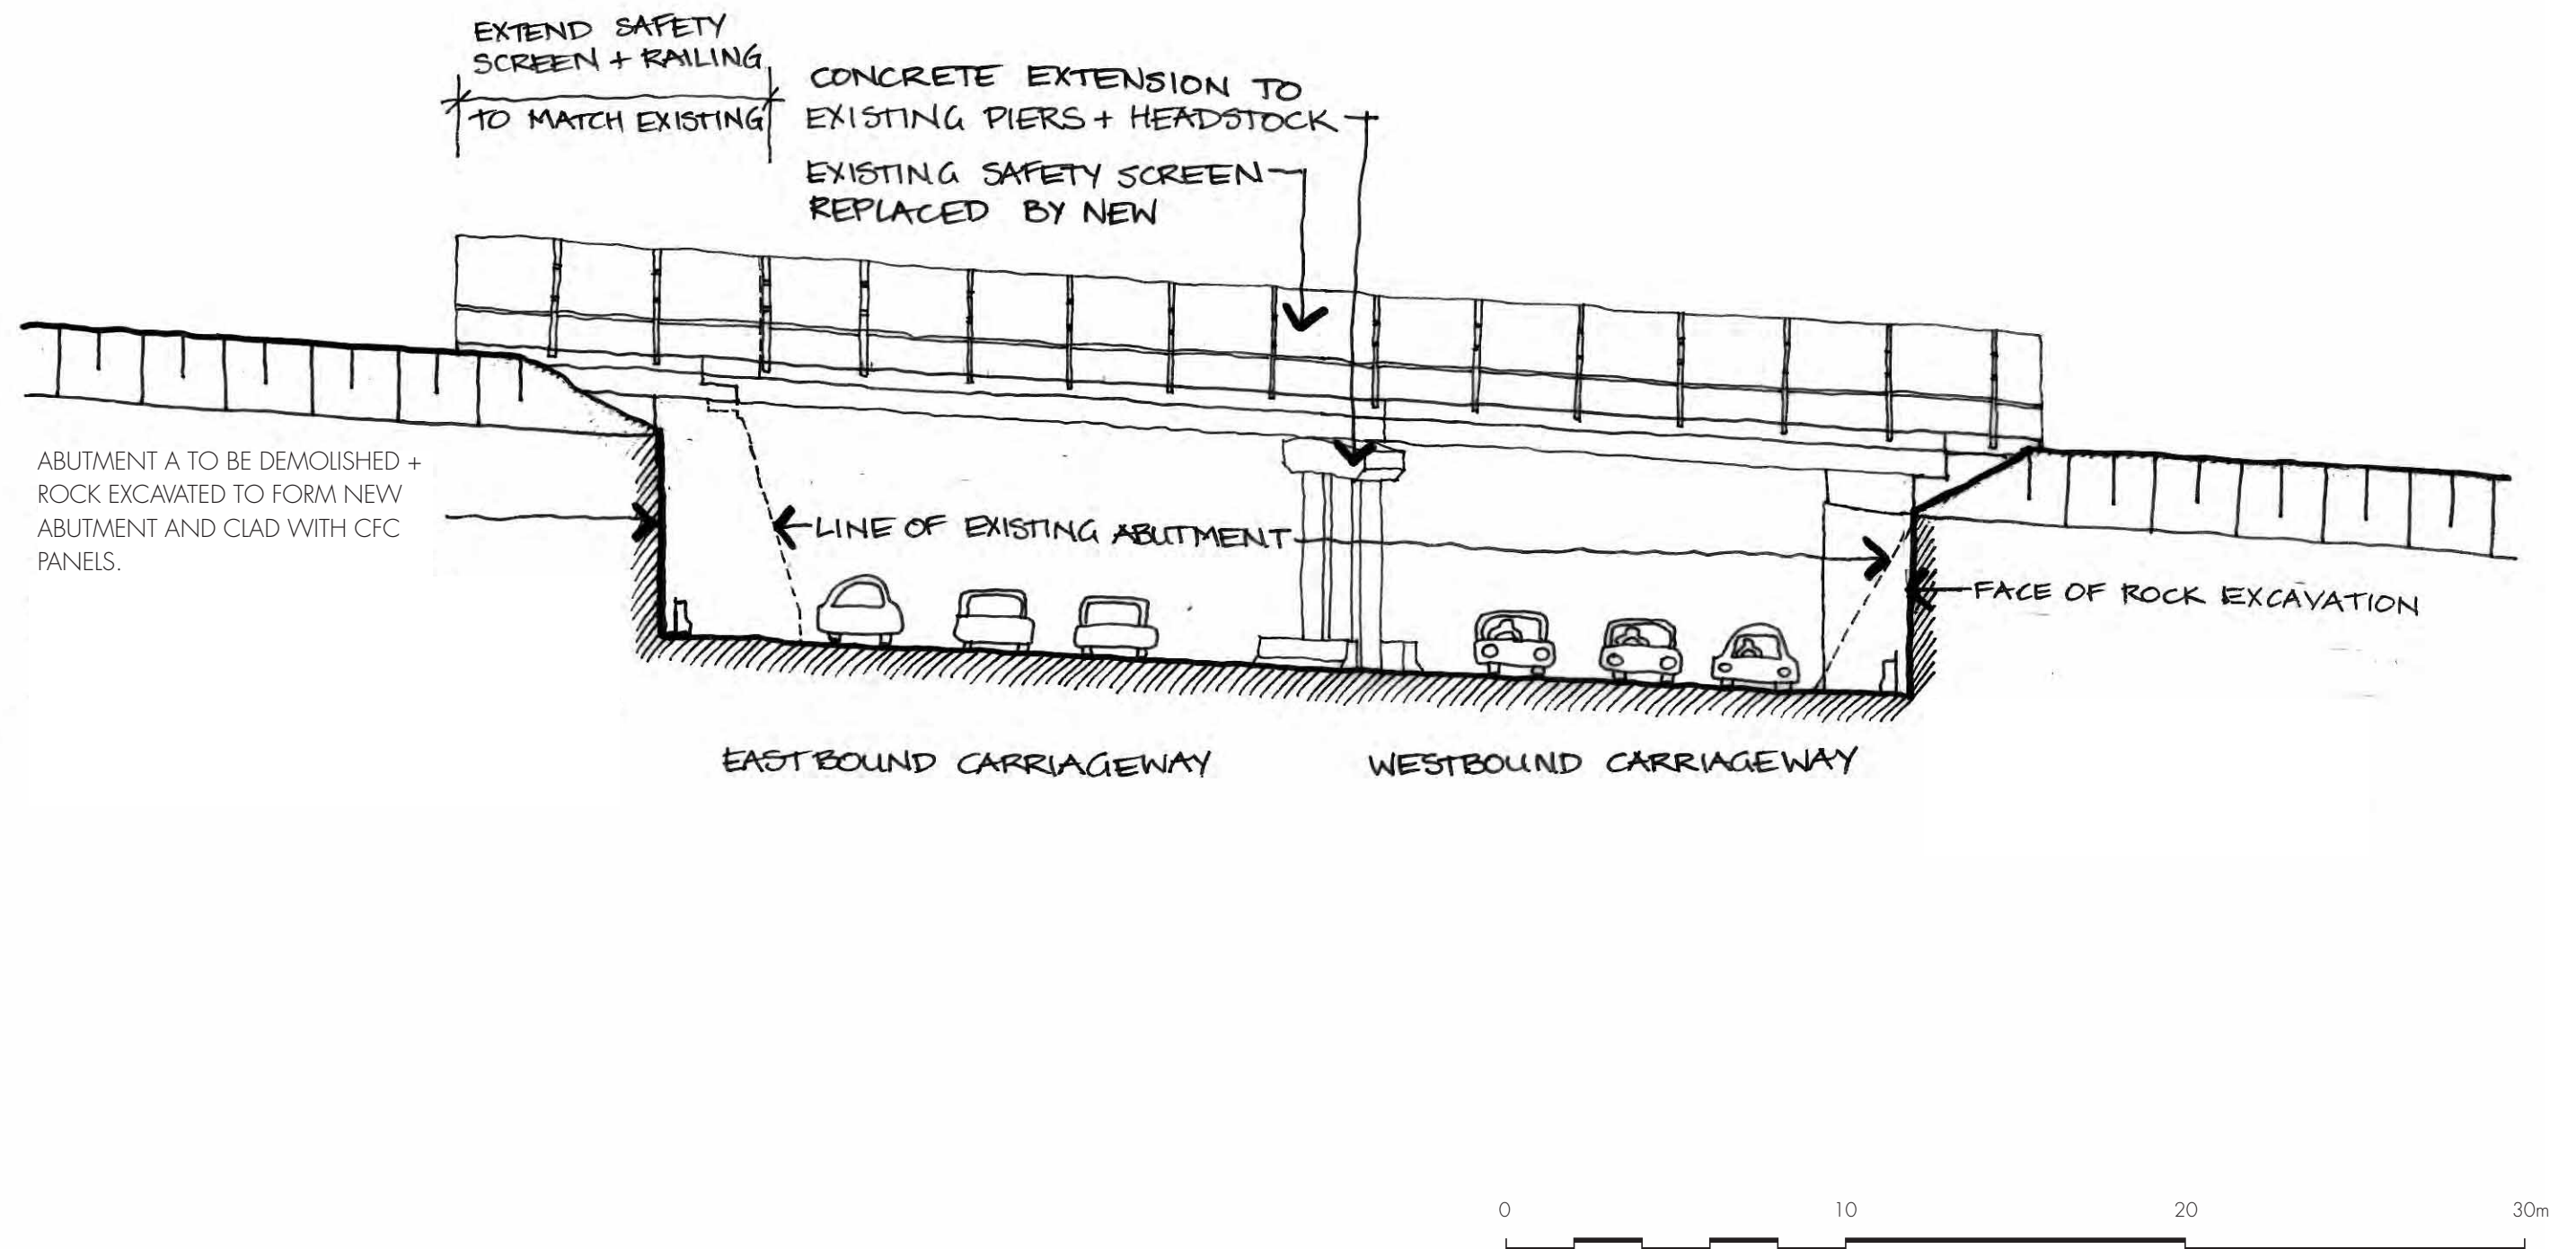 EXTEND SAFETY
SCREEN + RAILING
TO MATCH EXISTING
CONCRETE EXTENSION TO
EXISTING PIERS + HEADSTOCK
EXISTING SAFETY SCREEN
REPLACED BY NEW
ABUTMENT A TO BE DEMOLISHED +
ROCK EXCAVATED TO FORM NEW
ABUTMENT AND CLAD WITH CFC
PANELS.
LINE OF EXISTING ABUTMENT
FACE OF ROCK EXCAVATION
EASTBOUND CARRIAGEWAY
WESTBOUND CARRIAGEWAY
0 10 20 30m